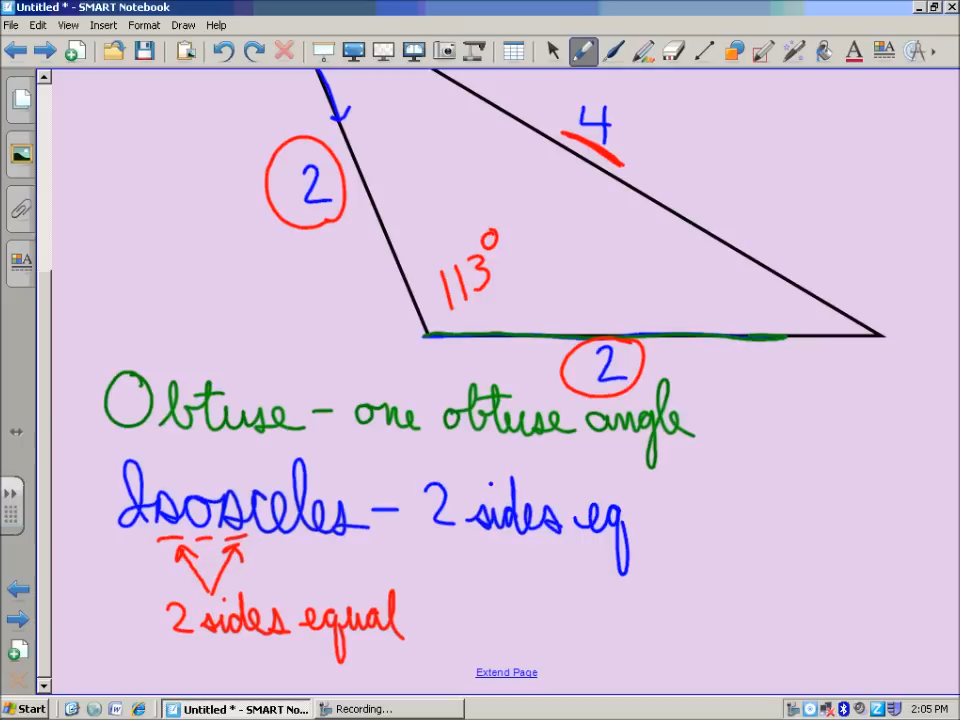 Untitled * - SMART Notebook
File Edit View Insert Format Draw Help
4
2
113°
2
Obtuse - one obtuse angle
Isosceles - 2 sides eq
2 sides equal
Extend Page
Start Untitled * - SMART No... Recording... 2:05 PM